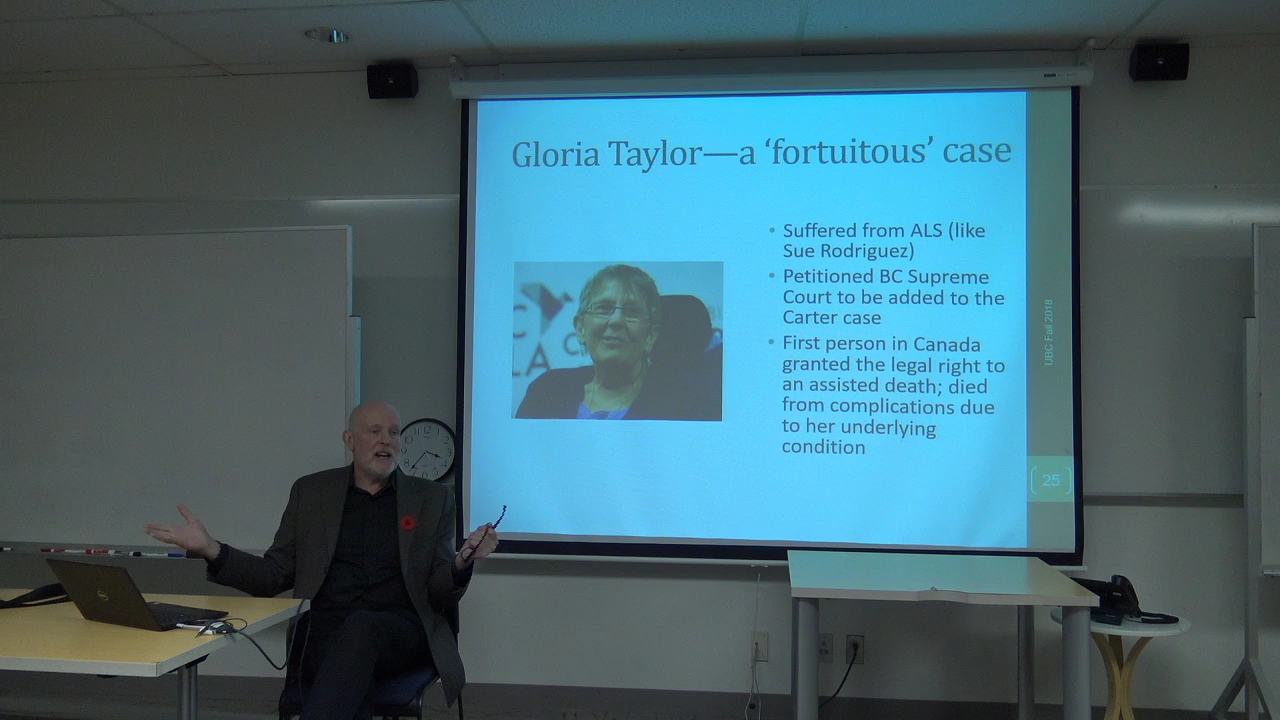 Gloria Taylor—a ‘fortuitous’ case
• Suffered from ALS (like
Sue Rodriguez)
• Petitioned BC Supreme
Court to be added to the
Carter case
• First person in Canada
granted the legal right to
an assisted death; died
from complications due
to her underlying
condition
UBC Fall 2018
25